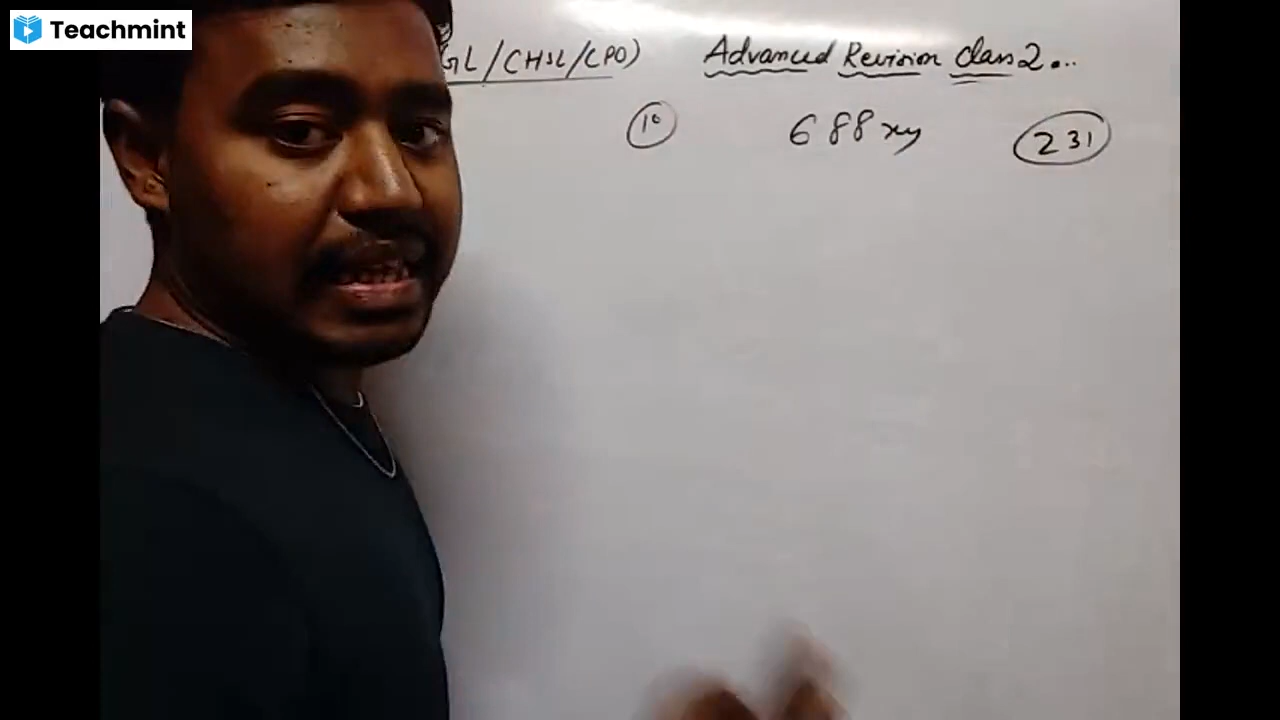 Teachmint
GL/CHSL/CPO) Advanced Revision Class 2...
10 688xy 231